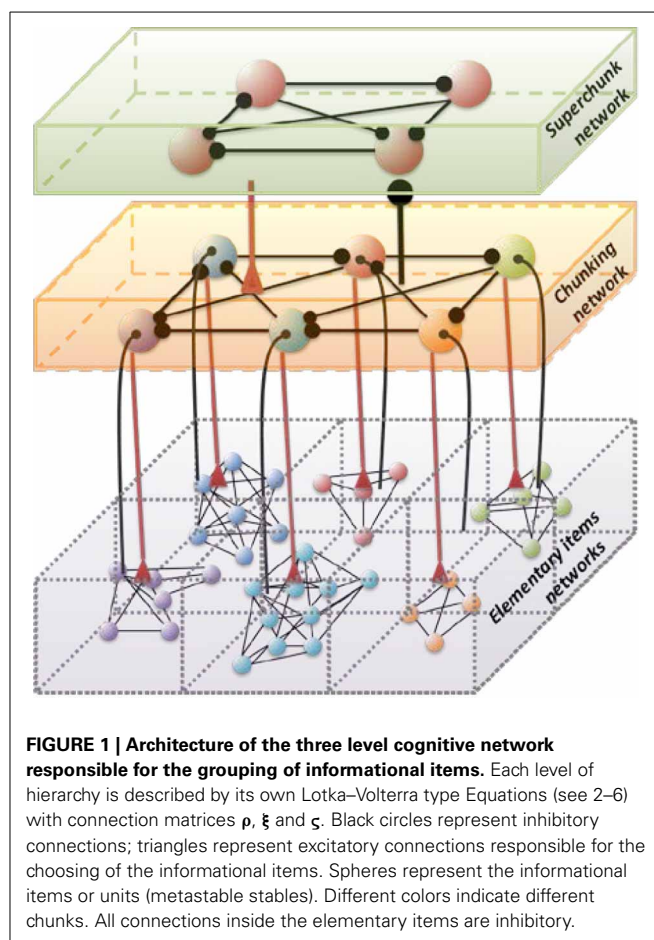 Superchunk
network
Chunking
network
Elementary items
networks
FIGURE 1 | Architecture of the three level cognitive network
responsible for the grouping of informational items. Each level of
hierarchy is described by its own Lotka–Volterra type Equations (see 2–6)
with connection matrices ρ, ξ and ς. Black circles represent inhibitory
connections; triangles represent excitatory connections responsible for the
choosing of the informational items. Spheres represent the informational
items or units (metastable stables). Different colors indicate different
chunks. All connections inside the elementary items are inhibitory.